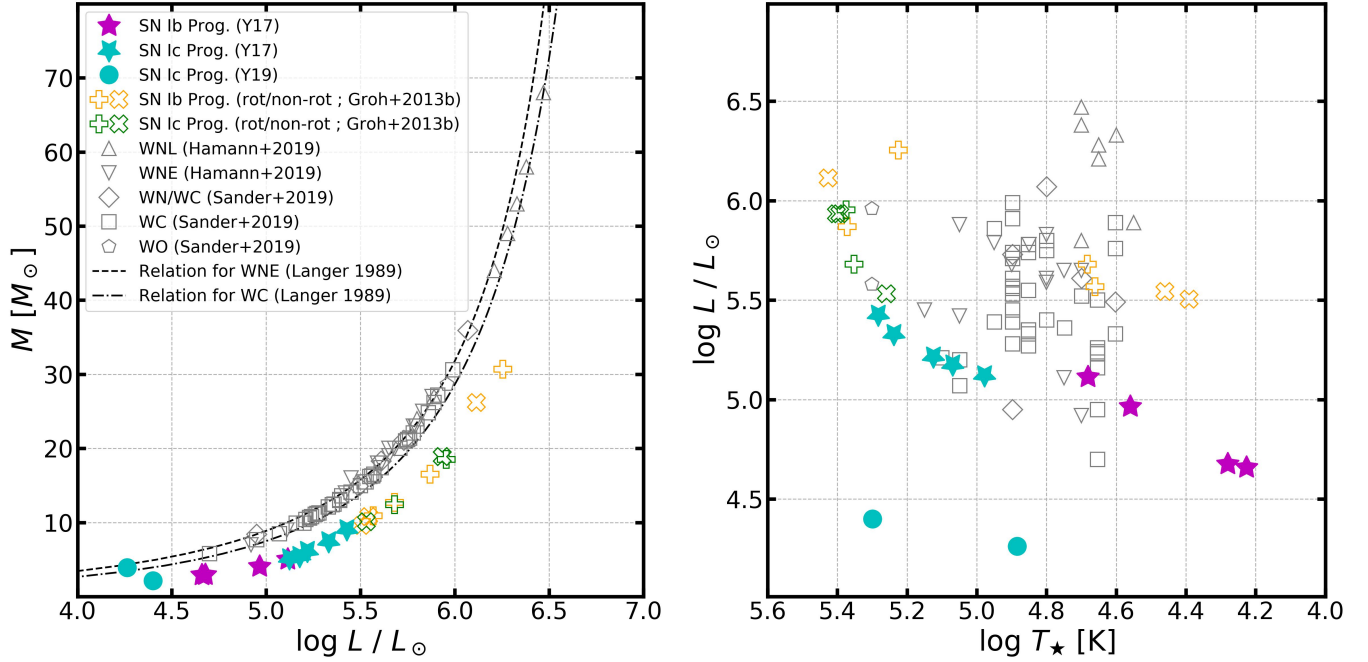 SN Ib Prog. (Y17)
SN Ic Prog. (Y17)
SN Ic Prog. (Y19)
SN Ib Prog. (rot/non-rot ; Groh+2013b)
SN Ic Prog. (rot/non-rot ; Groh+2013b)
WNL (Hamann+2019)
WNE (Hamann+2019)
WN/WC (Sander+2019)
WC (Sander+2019)
WO (Sander+2019)
Relation for WNE (Langer 1989)
Relation for WC (Langer 1989)
M [M⊙]
70
60
50
40
30
20
10
4.0 4.5 5.0 5.5 6.0 6.5 7.0
log L / L⊙
log L / L⊙
6.5
6.0
5.5
5.0
4.5
5.6 5.4 5.2 5.0 4.8 4.6 4.4 4.2 4.0
log T★ [K]